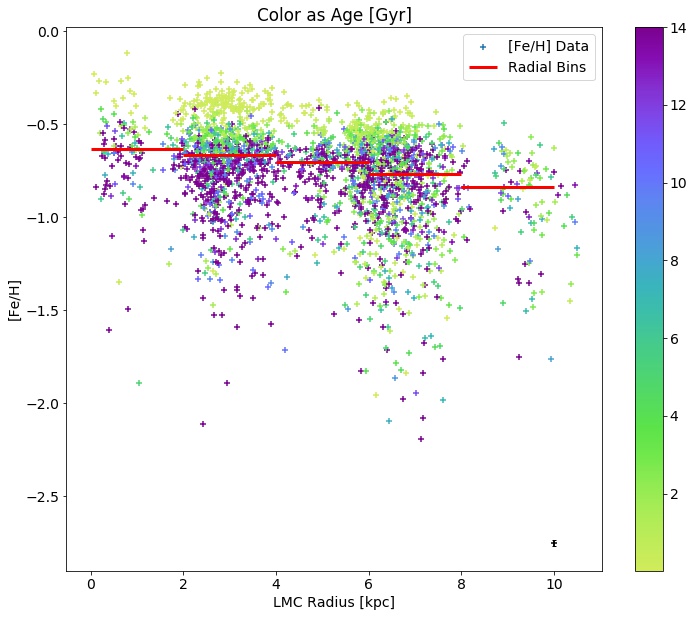 Color as Age [Gyr]
[Fe/H] Data
Radial Bins
0.0
−0.5
−1.0
−1.5
−2.0
−2.5
[Fe/H]
0 2 4 6 8 10
LMC Radius [kpc]
14
12
10
8
6
4
2